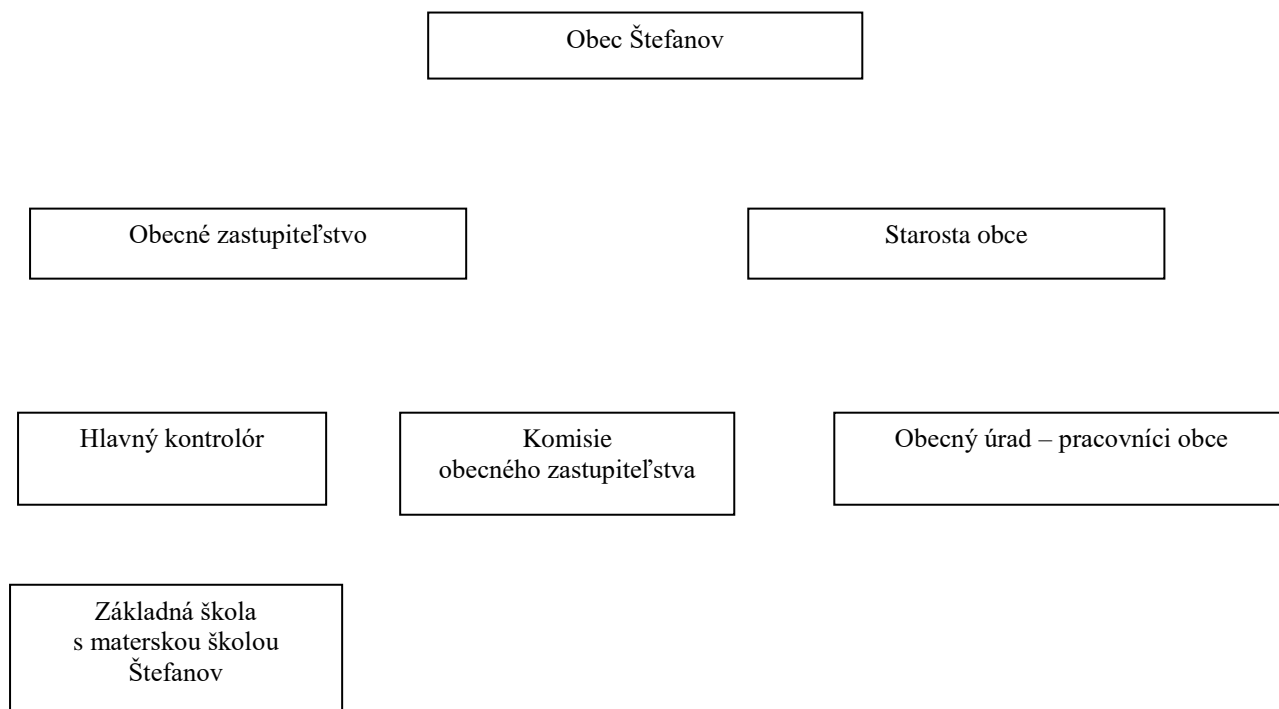 Obec Štefanov
Obecné zastupiteľstvo
Starosta obce
Hlavný kontrolór
Komisie
obecného zastupiteľstva
Obecný úrad – pracovníci obce
Základná škola
s materskou školou
Štefanov